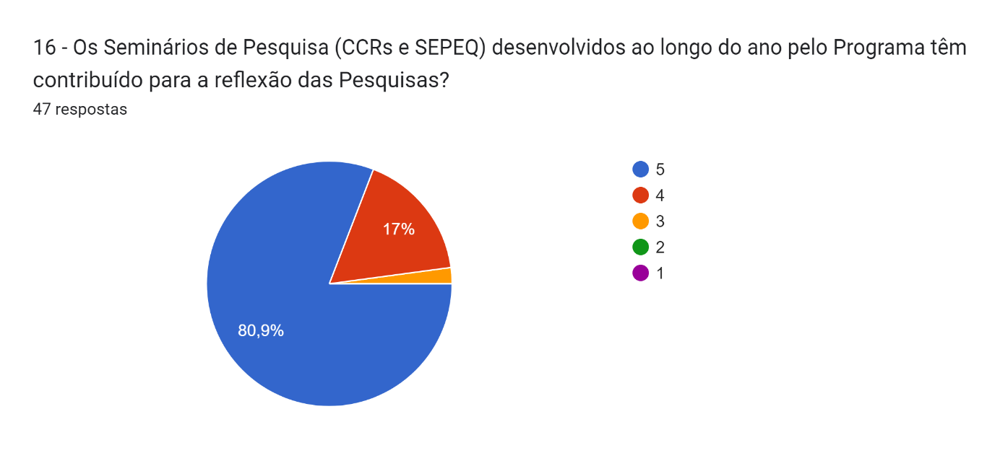 16 - Os Seminários de Pesquisa (CCRs e SEPEQ) desenvolvidos ao longo do ano pelo Programa têm
contribuído para a reflexão das Pesquisas?
47 respostas
5
4
3
2
1
17%
80,9%